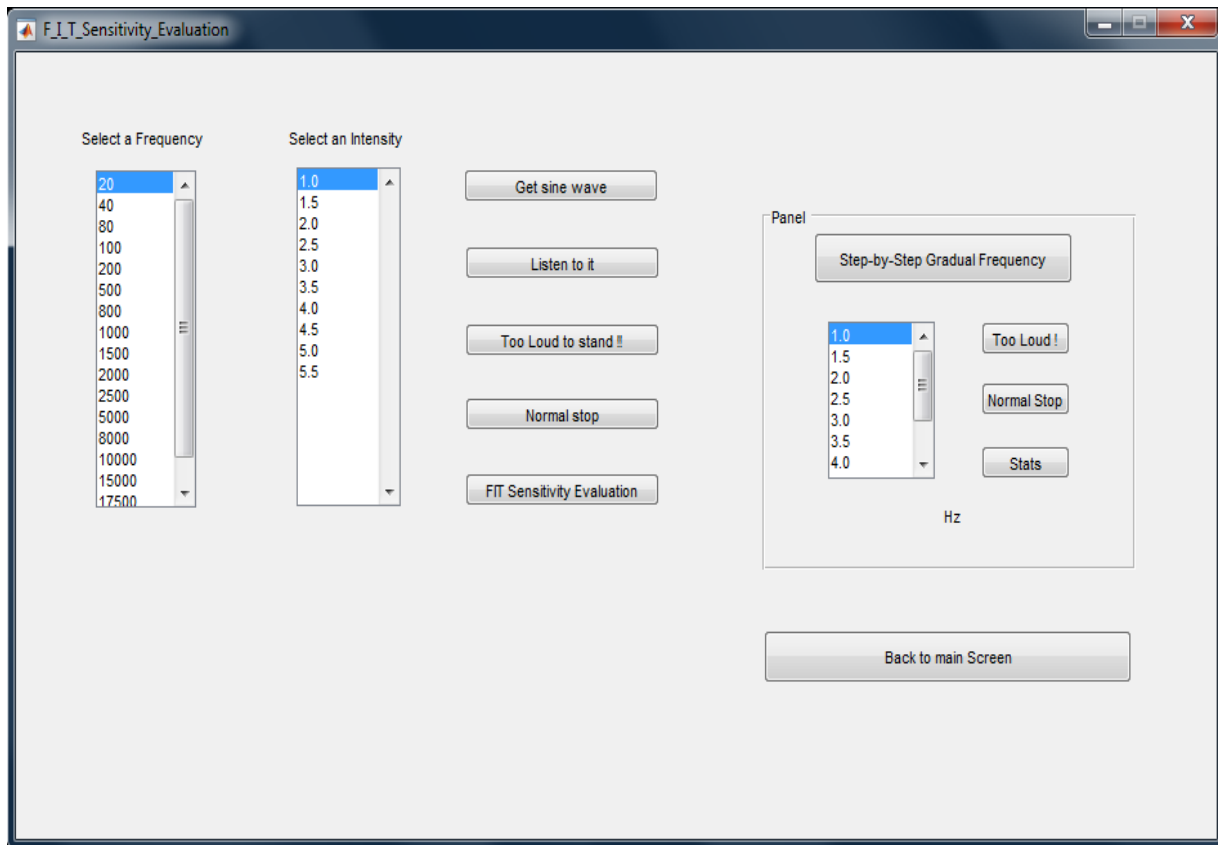 F_I_T_Sensitivity_Evaluation
Select a Frequency
20
40
80
100
200
500
800
1000
1500
2000
2500
5000
8000
10000
15000
17500
Select an Intensity
1.0
1.5
2.0
2.5
3.0
3.5
4.0
4.5
5.0
5.5
Get sine wave
Listen to it
Too Loud to stand !!
Normal stop
FIT Sensitivity Evaluation
Panel
Step-by-Step Gradual Frequency
1.0
1.5
2.0
2.5
3.0
3.5
4.0
Too Loud !
Normal Stop
Stats
Hz
Back to main Screen